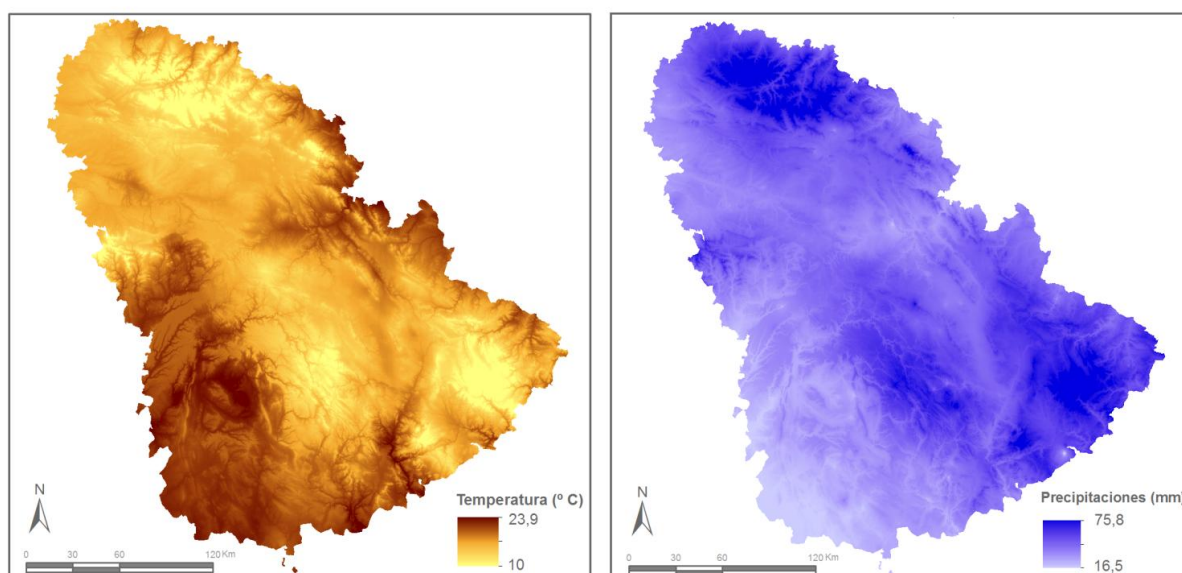 N
Temperatura (º C)
23,9
10
0 30 60 120 Km
N
Precipitaciones (mm)
75,8
16,5
0 30 60 120 Km